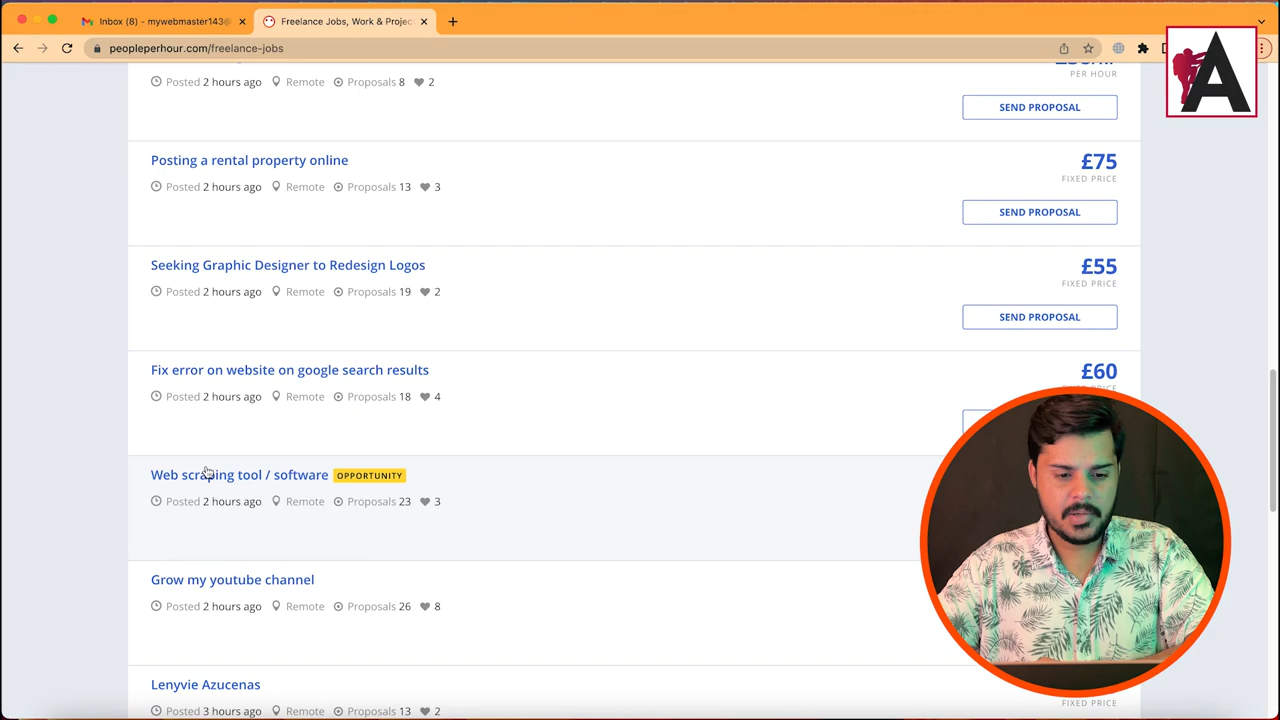 Inbox (8) - mywebmaster143@
Freelance Jobs, Work & Project
peopleperhour.com/freelance-jobs
A
Posted 2 hours ago Remote Proposals 8 2
PER HOUR
SEND PROPOSAL
Posting a rental property online
£75
Posted 2 hours ago Remote Proposals 13 3
FIXED PRICE
SEND PROPOSAL
Seeking Graphic Designer to Redesign Logos
£55
Posted 2 hours ago Remote Proposals 19 2
FIXED PRICE
SEND PROPOSAL
Fix error on website on google search results
£60
Posted 2 hours ago Remote Proposals 18 4
Web scraping tool / software OPPORTUNITY
Posted 2 hours ago Remote Proposals 23 3
Grow my youtube channel
Posted 2 hours ago Remote Proposals 26 8
Lenyvie Azucenas
Posted 3 hours ago Remote Proposals 13 2
FIXED PRICE